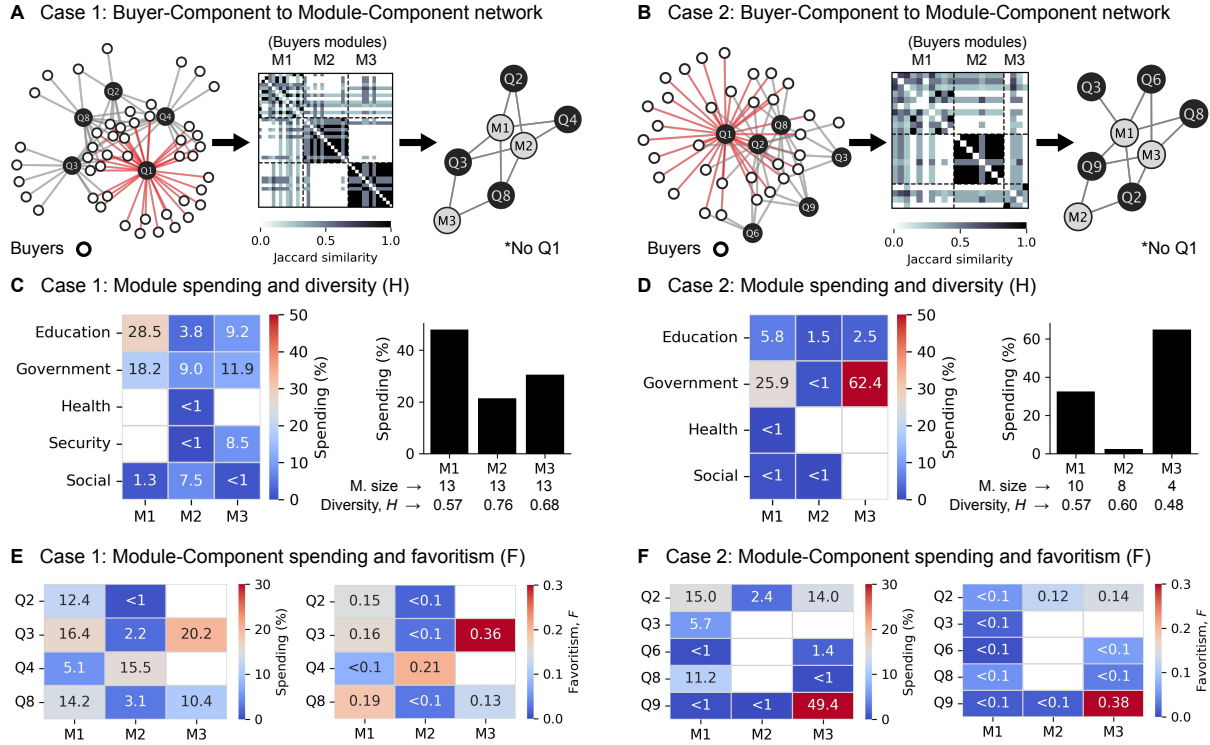 A Case 1: Buyer-Component to Module-Component network
(Buyers modules)
M1 M2 M3
Q2
Q8
Q4
Q3
Q1
Buyers
0.0 0.5 1.0
Jaccard similarity
Q2
Q4
M1
M2
Q3
Q8
M3
*No Q1
B Case 2: Buyer-Component to Module-Component network
(Buyers modules)
M1 M2 M3
Q1
Q8
Q2
Q3
Q9
Q6
Buyers
0.0 0.5 1.0
Jaccard similarity
Q3
Q6
Q8
M1
M3
Q9
M2
Q2
*No Q1
C Case 1: Module spending and diversity (H)
Education 28.5 3.8 9.2
Government 18.2 9.0 11.9
Health <1
Security <1 8.5
Social 1.3 7.5 <1
M1 M2 M3
50
40
30
20
10
0
Spending (%)
40
20
0
Spending (%)
M1 M2 M3
M. size → 13 13 13
Diversity, H → 0.57 0.76 0.68
D Case 2: Module spending and diversity (H)
Education 5.8 1.5 2.5
Government 25.9 <1 62.4
Health <1
Social <1 <1
M1 M2 M3
50
40
30
20
10
0
Spending (%)
60
40
20
0
Spending (%)
M1 M2 M3
M. size → 10 8 4
Diversity, H → 0.57 0.60 0.48
E Case 1: Module-Component spending and favoritism (F)
Q2 12.4 <1
Q3 16.4 2.2 20.2
Q4 5.1 15.5
Q8 14.2 3.1 10.4
M1 M2 M3
30
20
10
0
Spending (%)
0.15 <0.1
0.16 <0.1 0.36
<0.1 0.21
0.19 <0.1 0.13
Q2
Q3
Q4
Q8
M1 M2 M3
0.3
0.2
0.1
0.0
Favoritism, F
F Case 2: Module-Component spending and favoritism (F)
Q2 15.0 2.4 14.0
Q3 5.7
Q6 <1 1.4
Q8 11.2 <1
Q9 <1 <1 49.4
M1 M2 M3
30
20
10
0
Spending (%)
Q2 <0.1 0.12 0.14
Q3 <0.1
Q6 <0.1 <0.1
Q8 <0.1 <0.1
Q9 <0.1 <0.1 0.38
M1 M2 M3
0.3
0.2
0.1
0.0
Favoritism, F